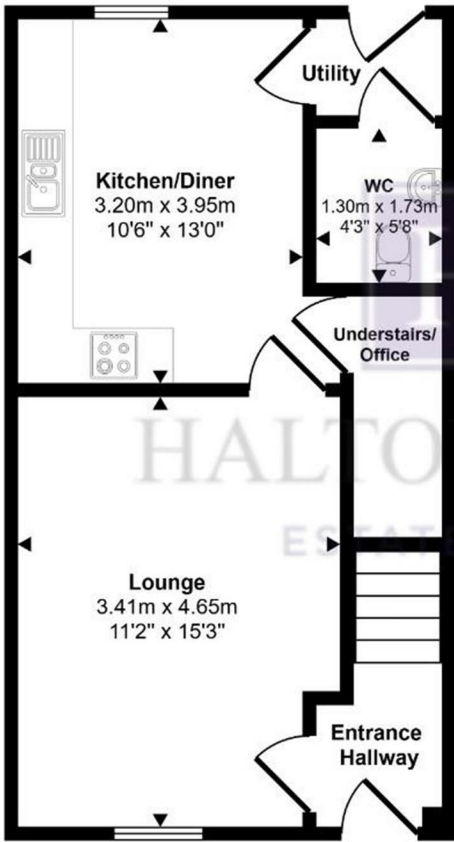 Utility
Kitchen/Diner
3.20m x 3.95m
10'6" x 13'0"
WC
1.30m x 1.73m
4'3" x 5'8"
Understairs/
Office
HALTO
ESTATE
Lounge
3.41m x 4.65m
11'2" x 15'3"
Entrance
Hallway